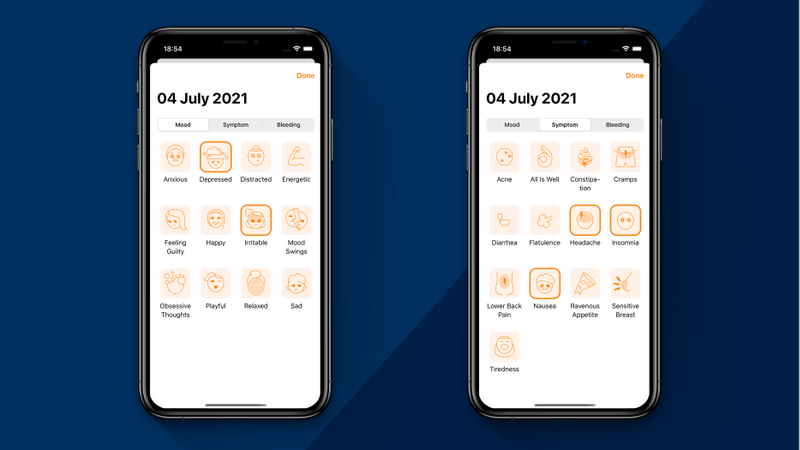 18:54
Done
04 July 2021
Mood Symptom Bleeding
Anxious Depressed Distracted Energetic
Feeling Guilty Happy Irritable Mood Swings
Obsessive Thoughts Playful Relaxed Sad
18:54
Done
04 July 2021
Mood Symptom Bleeding
Acne All Is Well Constipa-
tion Cramps
Diarrhea Flatulence Headache Insomnia
Lower Back Pain Nausea Ravenous Appetite Sensitive Breast
Tiredness